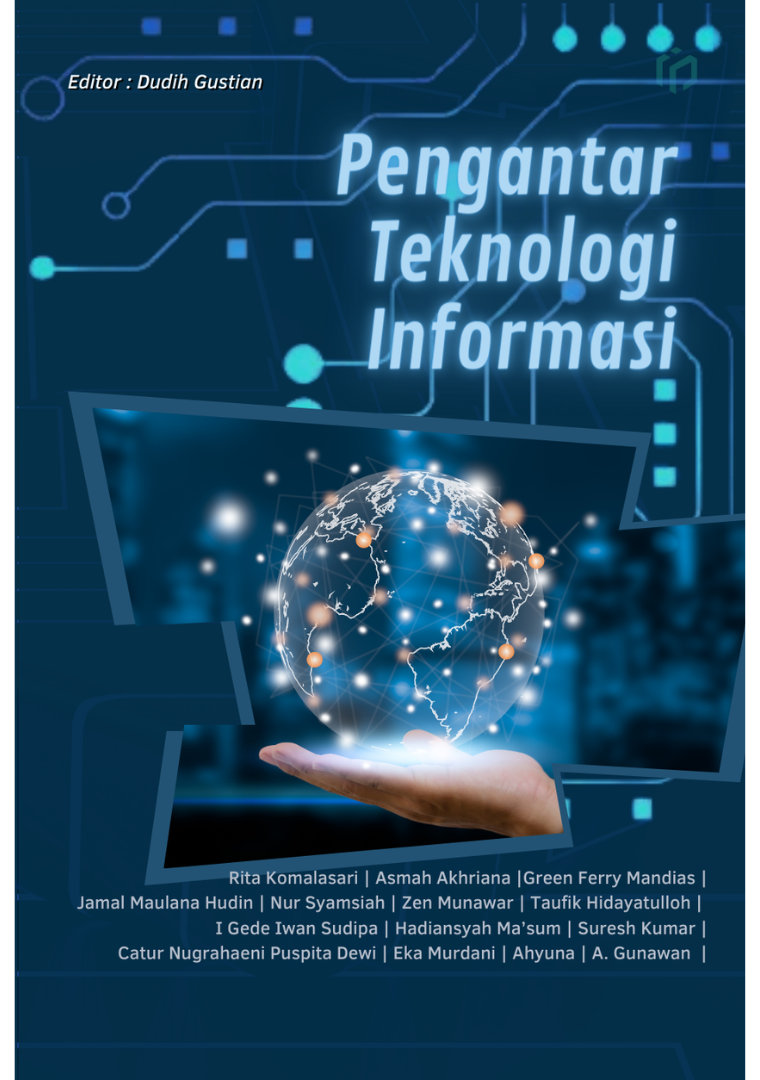 Editor : Dudih Gustian
Pengantar
Teknologi
Informasi
Rita Komalasari | Asmah Akhriana |Green Ferry Mandias |
Jamal Maulana Hudin | Nur Syamsiah | Zen Munawar | Taufik Hidayatulloh |
I Gede Iwan Sudipa | Hadiansyah Ma'sum | Suresh Kumar |
Catur Nugrahaeni Puspita Dewi | Eka Murdani | Ahyuna | A. Gunawan |